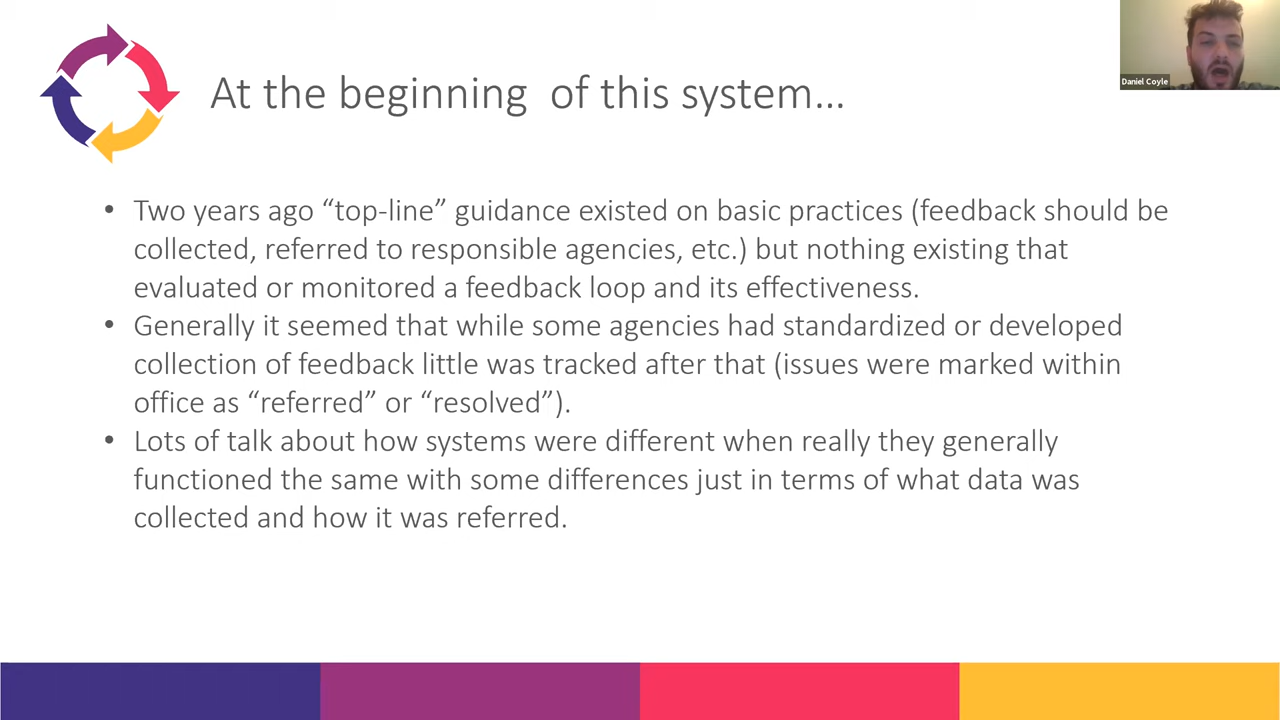 Daniel Coyle
At the beginning  of this system...
• Two years ago “top-line” guidance existed on basic practices (feedback should be
collected, referred to responsible agencies, etc.) but nothing existing that
evaluated or monitored a feedback loop and its effectiveness.
• Generally it seemed that while some agencies had standardized or developed
collection of feedback little was tracked after that (issues were marked within
office as “referred” or “resolved”).
• Lots of talk about how systems were different when really they generally
functioned the same with some differences just in terms of what data was
collected and how it was referred.